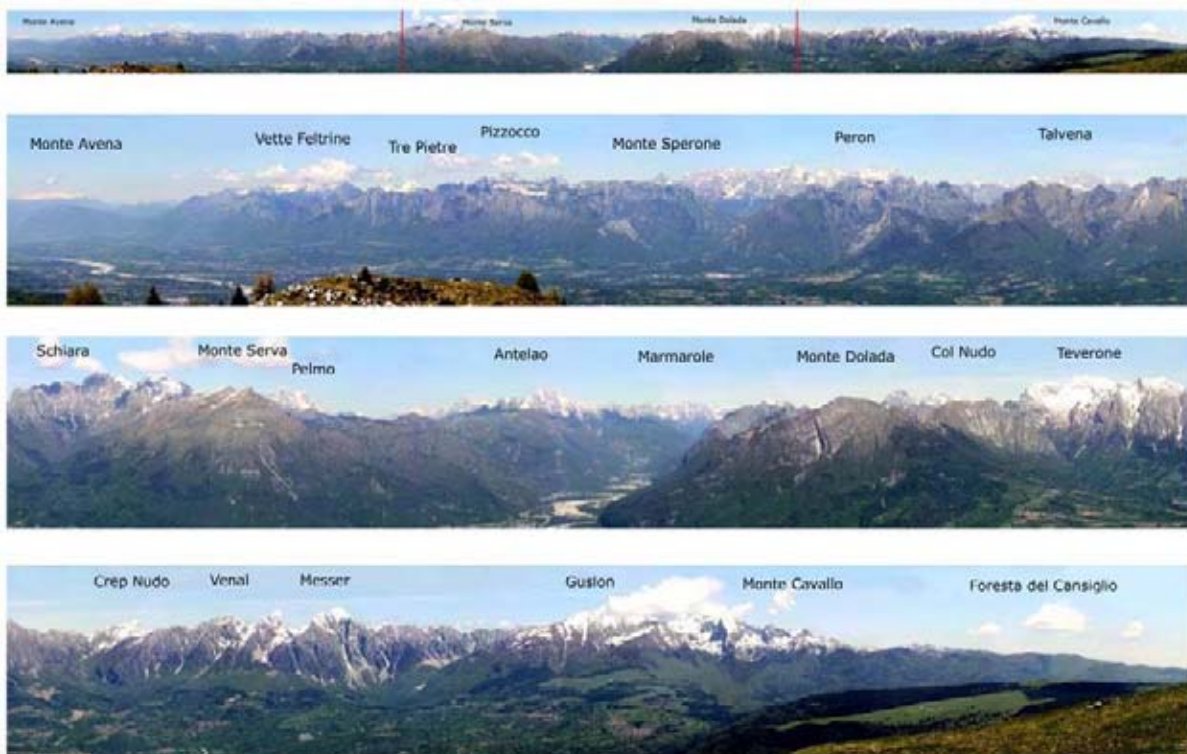 Monte Avena Monte Serva Monte Dolada Monte Cavallo
Monte Avena Vette Feltrine Tre Pietre Pizzocco Monte Sperone Peron Talvena
Schiara Monte Serva Pelmo Antelao Marmarole Monte Dolada Col Nudo Teverone
Crep Nudo Venal Messer Guslon Monte Cavallo Foresta del Cansiglio